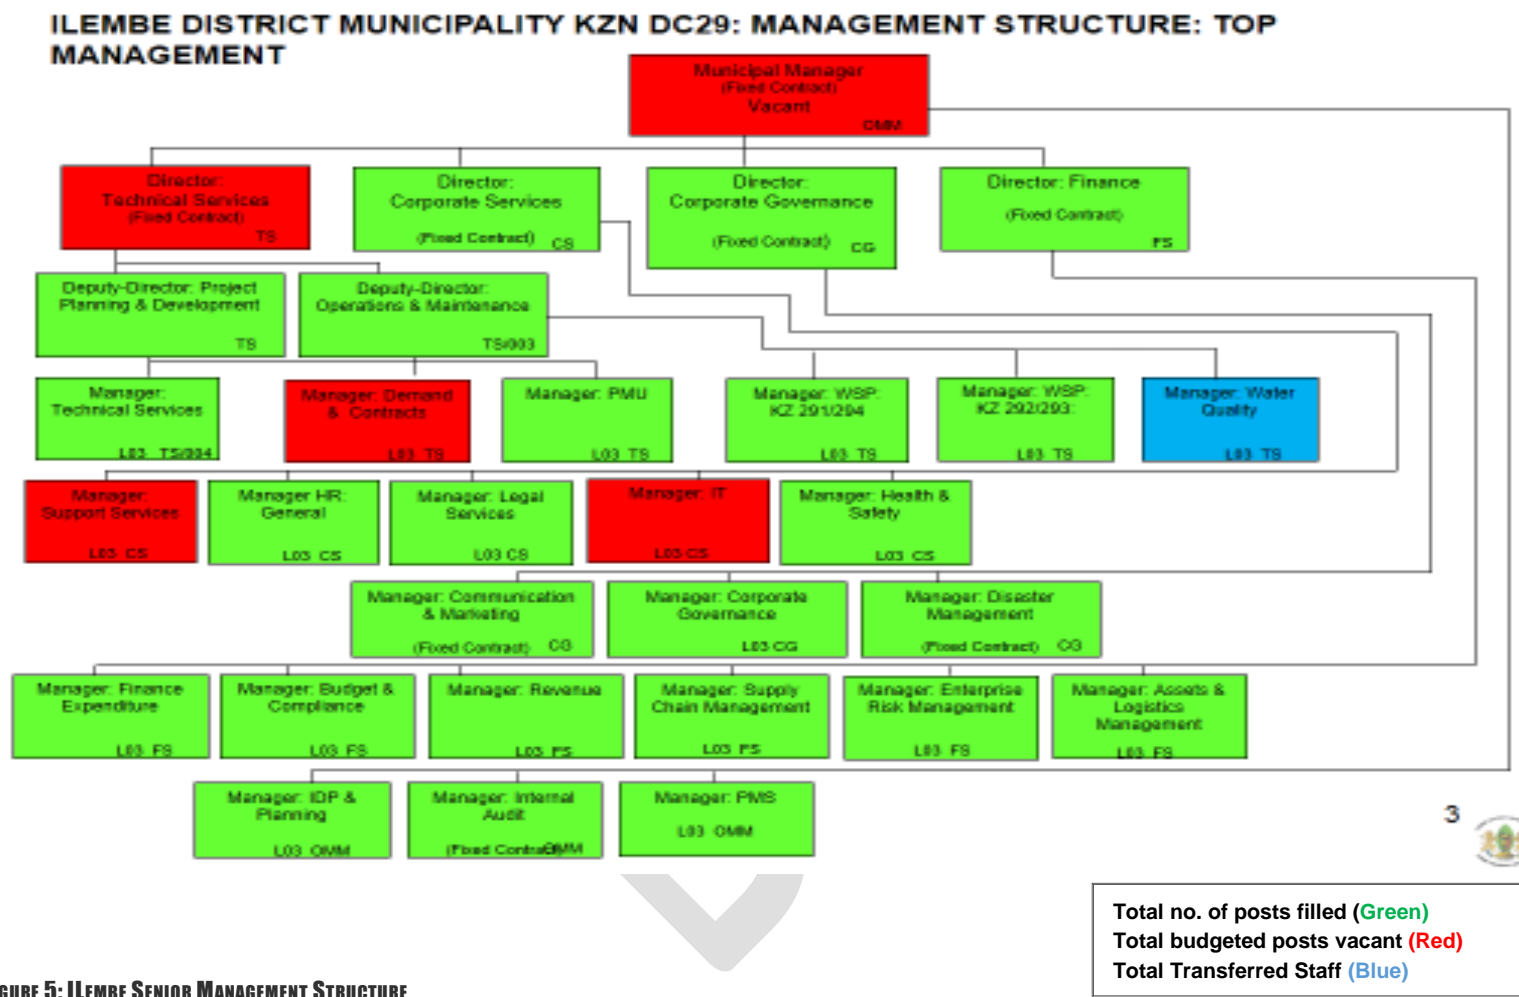 ILEMBE DISTRICT MUNICIPALITY KZN DC29: MANAGEMENT STRUCTURE: TOP
MANAGEMENT
Municipal Manager
(Fixed Contract)
Vacant
OMM
Director:
Technical Services
(Fixed Contract)
TS
Director:
Corporate Services
(Fixed Contract) CS
Director:
Corporate Governance
(Fixed Contract) CG
Director: Finance
(Fixed Contract)
FS
Deputy-Director: Project
Planning & Development
TS
Deputy-Director:
Operations & Maintenance
TS/003
Manager:
Technical Services
L03 TS/004
Manager: Demand
& Contracts
L03 TS
Manager: PMU
L03 TS
Manager: WSP:
KZ 291/294
L03 TS
Manager: WSP:
KZ 292/293:
L03 TS
Manager: Water
Quality
L03 TS
Manager:
Support Services
L03 CS
Manager HR:
General
L03 CS
Manager: Legal
Services
L03 CS
Manager: IT
L03 CS
Manager: Health &
Safety
L03 CS
Manager: Communication
& Marketing
(Fixed Contract) CG
Manager: Corporate
Governance
L03 CG
Manager: Disaster
Management
(Fixed Contract) CG
Manager: Finance
Expenditure
L03 FS
Manager: Budget &
Compliance
L03 FS
Manager: Revenue
L03 FS
Manager: Supply
Chain Management
L03 FS
Manager: Enterprise
Risk Management
L03 FS
Manager: Assets &
Logistics
Management
L03 FS
Manager: IDP &
Planning
L03 OMM
Manager: Internal
Audit
(Fixed Contract) OMM
Manager: PMS
L03 OMM
3
Total no. of posts filled (Green)
Total budgeted posts vacant (Red)
Total Transferred Staff (Blue)
GURE 5: ILEMBE SENIOR MANAGEMENT STRUCTURE